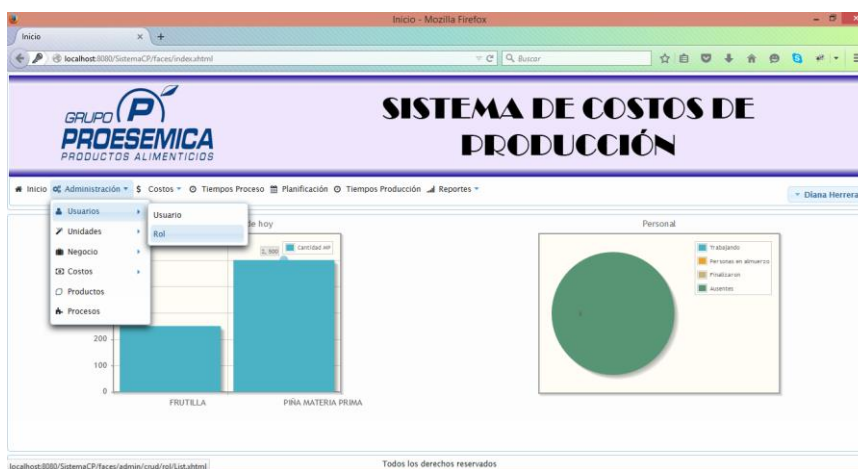 Inicio - Mozilla Firefox
Inicio × +
localhost:8080/SistemaCP/faces/index.xhtml
Buscar
GRUPO P
PROESEMICA
PRODUCTOS ALIMENTICIOS
SISTEMA DE COSTOS DE
PRODUCCIÓN
Inicio Administración $ Costos Tiempos Proceso Planificación Tiempos Producción Reportes
Diana Herrera
Usuarios
Unidades
Negocio
Costos
Productos
Procesos
Usuario
Rol
de hoy
Cantidad MP
200
100
0
FRUTILLA PIÑA MATERIA PRIMA
Personal
Trabajando
Personas en almuerzo
Finalizaron
Ausentes
localhost:8080/SistemaCP/faces/admin/crud/rol/List.xhtml
Todos los derechos reservados